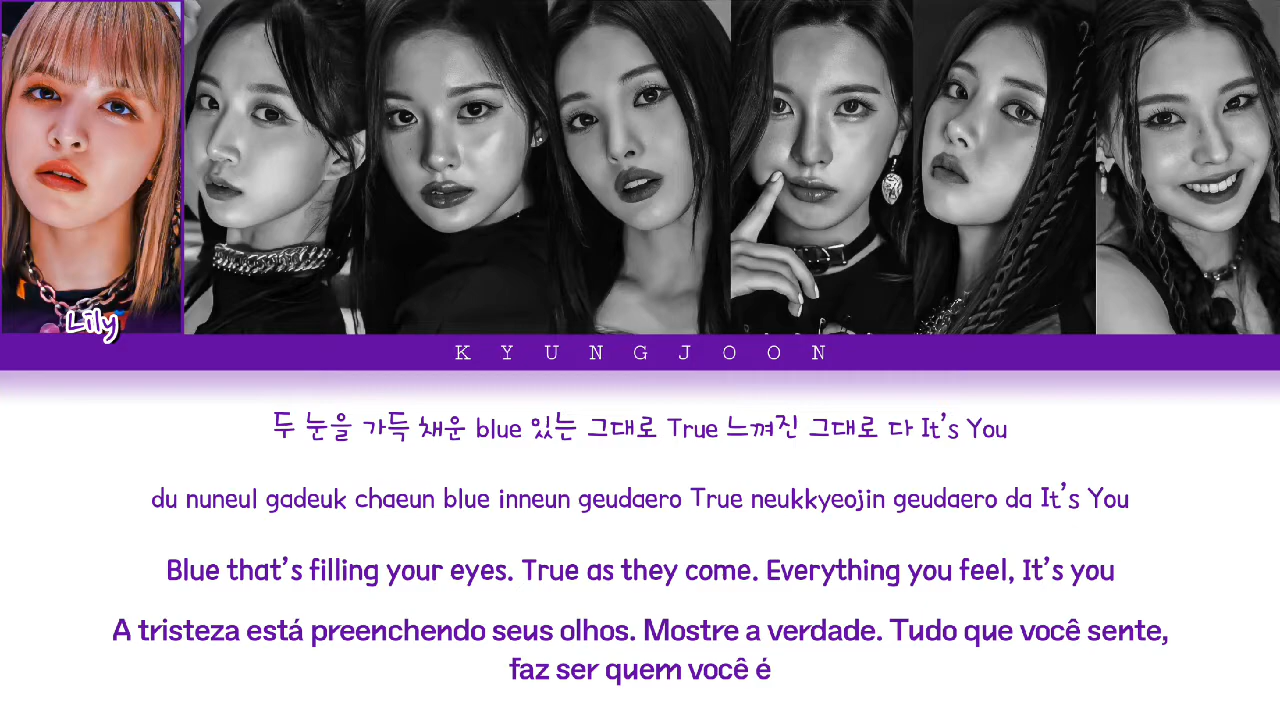 Lily
KYUNGJOON
두 눈을 가득 채운 blue 있는 그대로 True 느껴진 그대로 다 It's You
du nuneul gadeuk chaeun blue inneun geudaero True neukkyeojin geudaero da It's You
Blue that's filling your eyes. True as they come. Everything you feel, It's you
A tristeza está preenchendo seus olhos. Mostre a verdade. Tudo que você sente,
faz ser quem você é